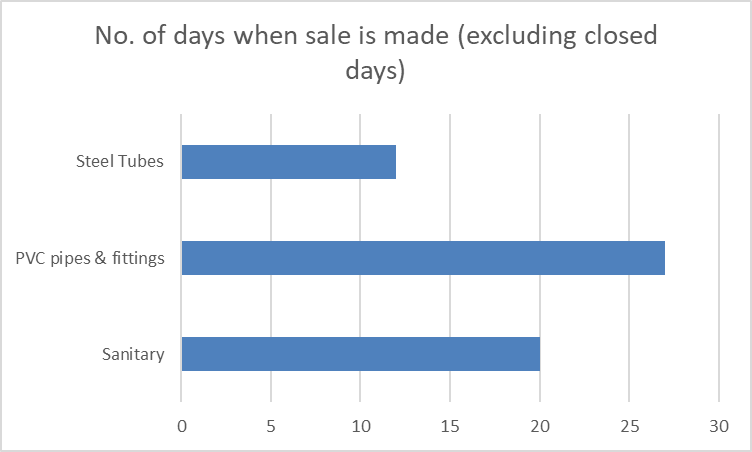 No. of days when sale is made (excluding closed
days)
Steel Tubes
PVC pipes & fittings
Sanitary
0 5 10 15 20 25 30